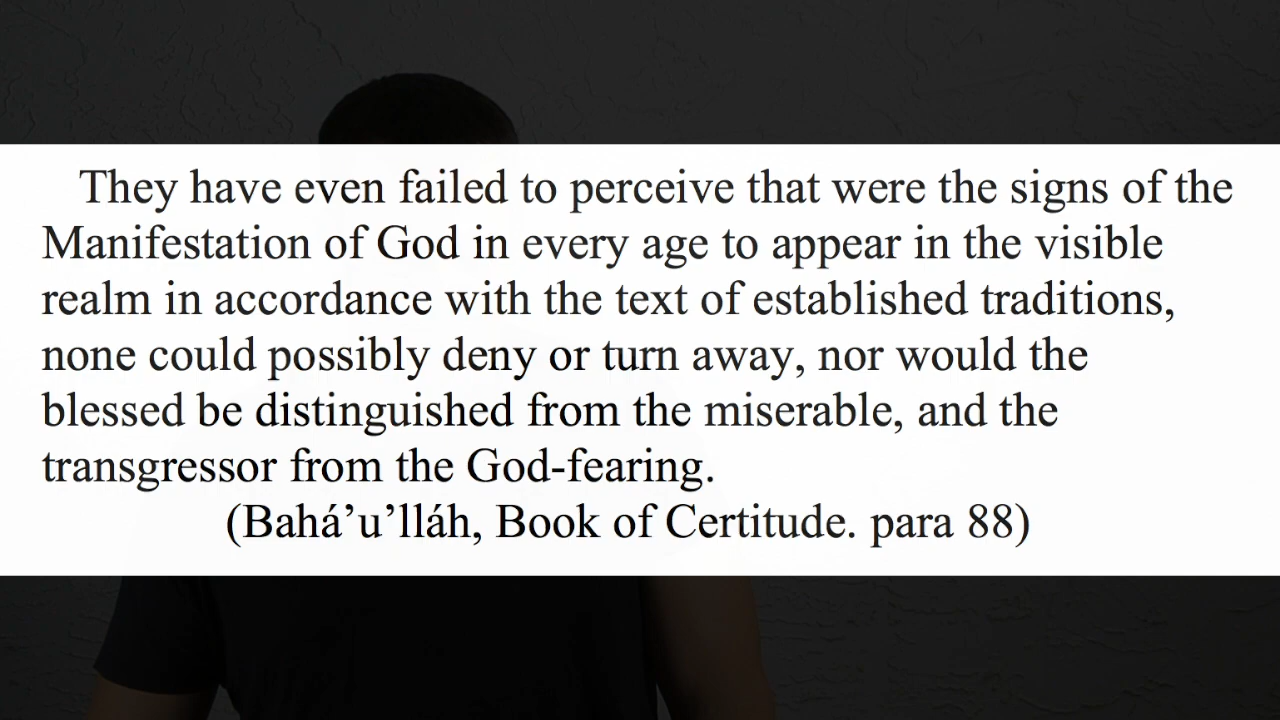 They have even failed to perceive that were the signs of the
Manifestation of God in every age to appear in the visible
realm in accordance with the text of established traditions,
none could possibly deny or turn away, nor would the
blessed be distinguished from the miserable, and the
transgressor from the God-fearing.
(Bahá’u’lláh, Book of Certitude. para 88)